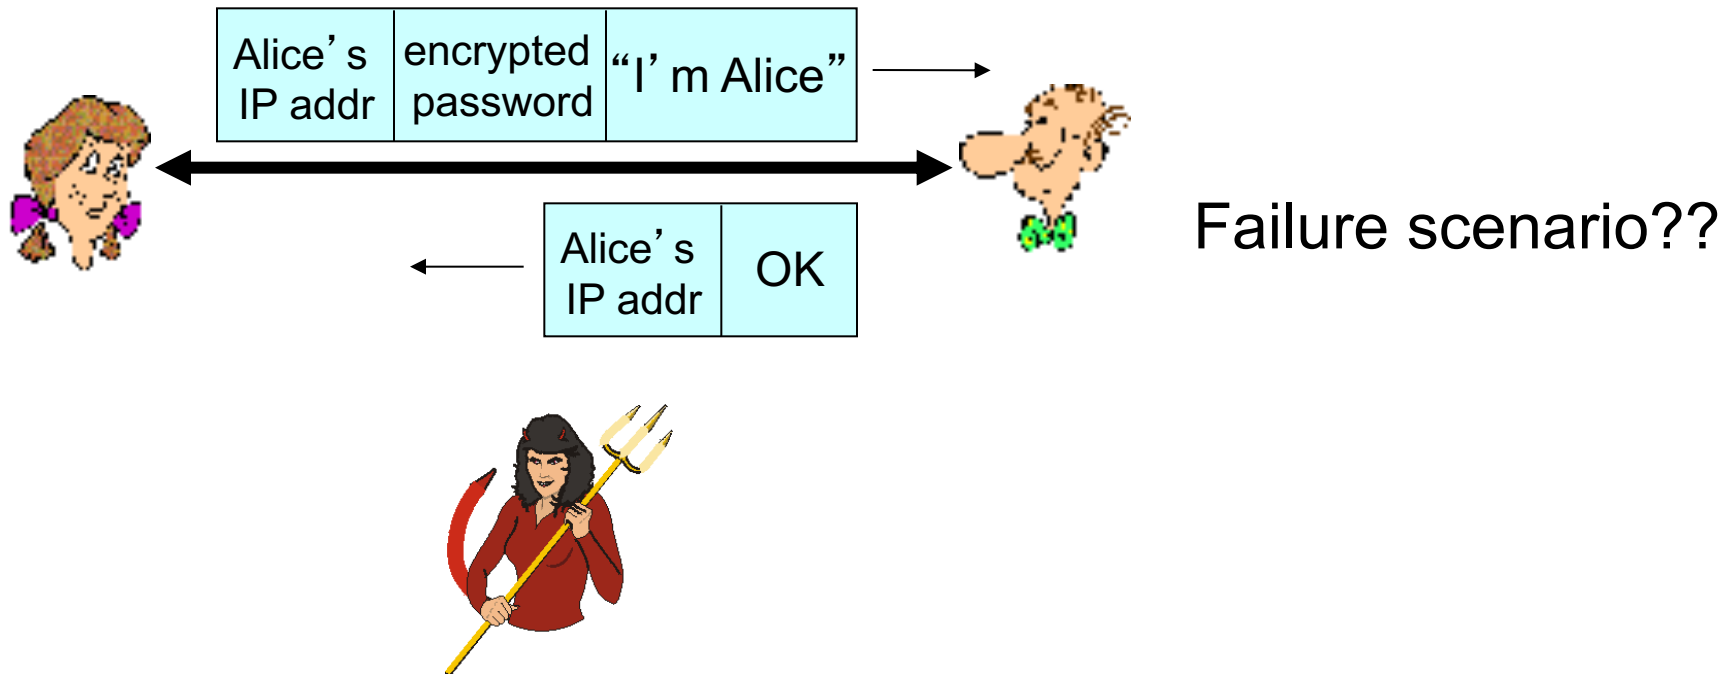 Alice’s
IP addr
encrypted
password
“I’m Alice”
Alice’s
IP addr
OK
Failure scenario??